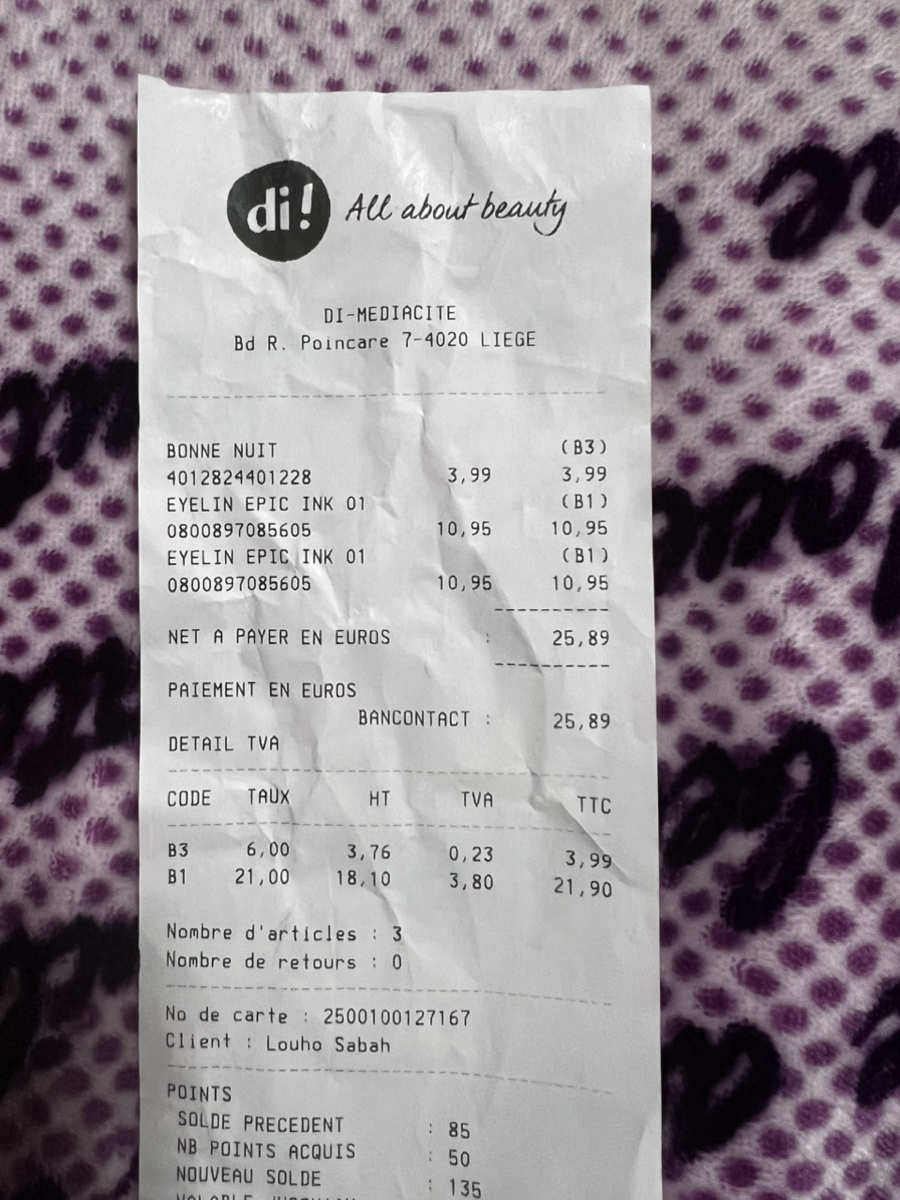 di! All about beauty
DI-MEDIACITE
Bd R. Poincare 7-4020 LIEGE
BONNE NUIT (B3)
4012824401228 3,99 3,99
EYELIN EPIC INK 01 (B1)
0800897085605 10,95 10,95
EYELIN EPIC INK 01 (B1)
0800897085605 10,95 10,95
NET A PAYER EN EUROS : 25,89
PAIEMENT EN EUROS
BANCONTACT : 25,89
DETAIL TVA
CODE TAUX HT TVA TTC
B3 6,00 3,76 0,23 3,99
B1 21,00 18,10 3,80 21,90
Nombre d'articles : 3
Nombre de retours : 0
No de carte : 2500100127167
Client : Louho Sabah
POINTS
SOLDE PRECEDENT : 85
NB POINTS ACQUIS : 50
NOUVEAU SOLDE : 135